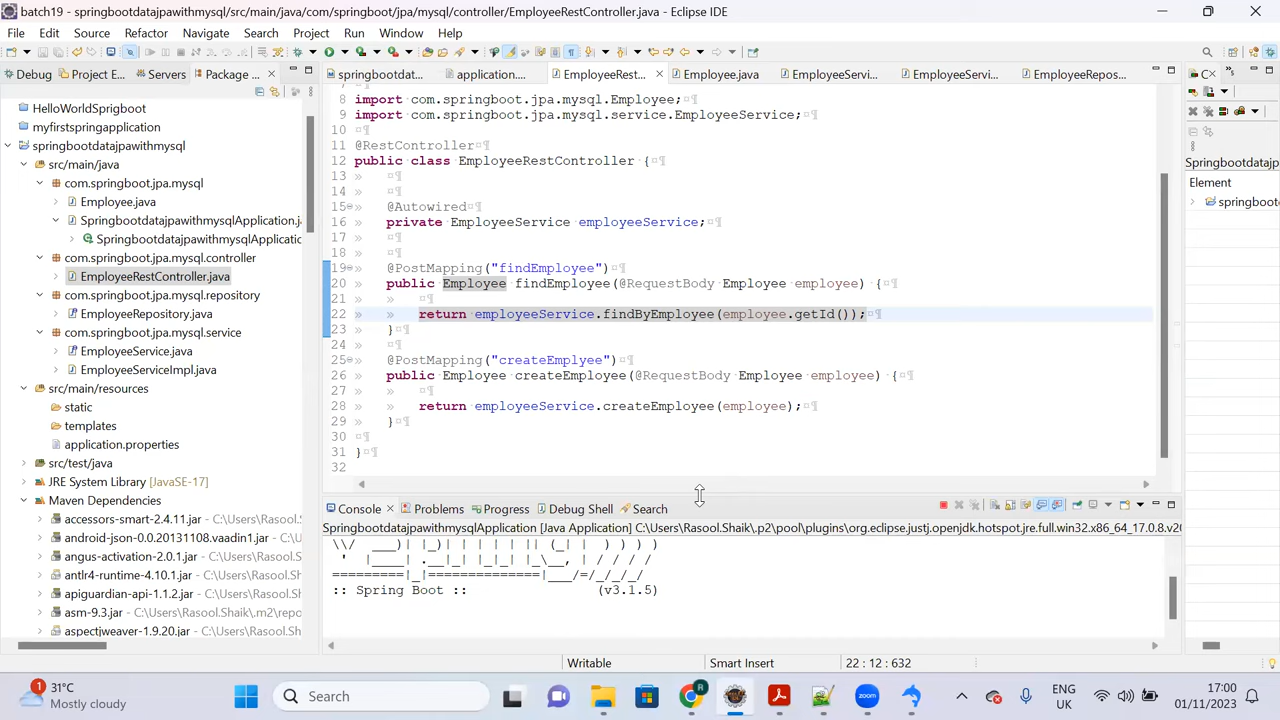 batch19 - springbootdatajpawithmysql/src/main/java/com/springboot/jpa/mysql/controller/EmployeeRestController.java - Eclipse IDE
File Edit Source Refactor Navigate Search Project Run Window Help
Debug Project E... Servers Package ...
springbootdat... application.... EmployeeRest... Employee.java EmployeeServi... EmployeeServi... EmployeeRepos...
HelloWorldSprigboot
myfirstspringapplication
springbootdatajpawithmysql
src/main/java
com.springboot.jpa.mysql
Employee.java
SpringbootdatajpawithmysqlApplication.j
SpringbootdatajpawithmysqlApplicatio
com.springboot.jpa.mysql.controller
EmployeeRestController.java
com.springboot.jpa.mysql.repository
EmployeeRepository.java
com.springboot.jpa.mysql.service
EmployeeService.java
EmployeeServiceImpl.java
src/main/resources
static
templates
application.properties
src/test/java
JRE System Library [JavaSE-17]
Maven Dependencies
accessors-smart-2.4.11.jar - C:\Users\Rasool.Shaik\.
android-json-0.0.20131108.vaadin1.jar - C:\Users\R
angus-activation-2.0.1.jar - C:\Users\Rasool.Shaik\.
antlr4-runtime-4.10.1.jar - C:\Users\Rasool.Shaik\.m
apiguardian-api-1.1.2.jar - C:\Users\Rasool.Shaik\.m
asm-9.3.jar - C:\Users\Rasool.Shaik\.m2\repo
aspectjweaver-1.9.20.jar - C:\Users\Rasool.Sha
8 import com.springboot.jpa.mysql.Employee;
9 import com.springboot.jpa.mysql.service.EmployeeService;
10
11 @RestController
12 public class EmployeeRestController {
13
14
15 @Autowired
16 private EmployeeService employeeService;
17
18
19 @PostMapping("findEmployee")
20 public Employee findEmployee(@RequestBody Employee employee) {
21
22 return employeeService.findByEmployee(employee.getId());
23 }
24
25 @PostMapping("createEmplyee")
26 public Employee createEmployee(@RequestBody Employee employee) {
27
28 return employeeService.createEmployee(employee);
29 }
30
31 }
32
Springbootdatajp
Element
springboot
Console Problems Progress Debug Shell Search
SpringbootdatajpawithmysqlApplication [Java Application] C:\Users\Rasool.Shaik\.p2\pool\plugins\org.eclipse.justj.openjdk.hotspot.jre.full.win32.x86_64_17.0.8.v20
\\/  ___)| |_)| | | | | || (_| |  ) ) ) )
'  |____| .__|_| |_|_| |_\__, | / / / /
=========|_|==============|___/=/_/_/_/
:: Spring Boot :: (v3.1.5)
Writable Smart Insert 22 : 12 : 632
1 31°C
Mostly cloudy
Search
ENG
UK
17:00
01/11/2023